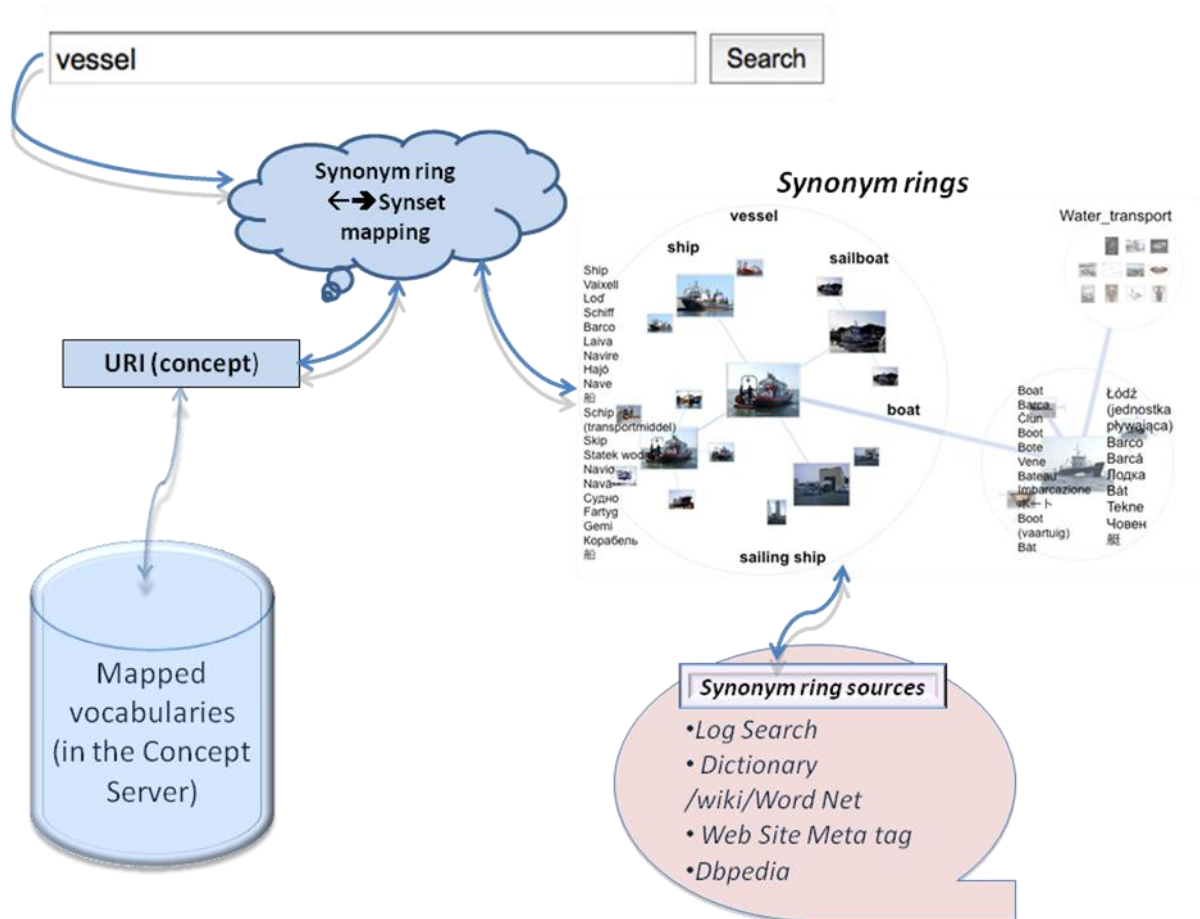 vessel
Search
Synonym ring
←➔Synset
mapping
URI (concept)
Mapped
vocabularies
(in the Concept
Server)
Synonym rings
vessel
ship
sailboat
boat
sailing ship
Ship
Vaixell
Loď
Schiff
Barco
Laiva
Navire
Hajó
Nave
船
Schip
(transportmiddel)
Skip
Statek
Navio
Navă
Судно
Fartyg
Gemi
Корабель
船
Water_transport
Boat
Barca
Člun
Boot
Bote
Vene
Bateau
Imbarcazione
ボート
Boot
(vaartuig)
Båt
Łódź
(jednostka
pływająca)
Barco
Barcă
Лодка
Båt
Tekne
Човен
艇
Synonym ring sources
•Log Search
• Dictionary
/wiki/Word Net
• Web Site Meta tag
•Dbpedia